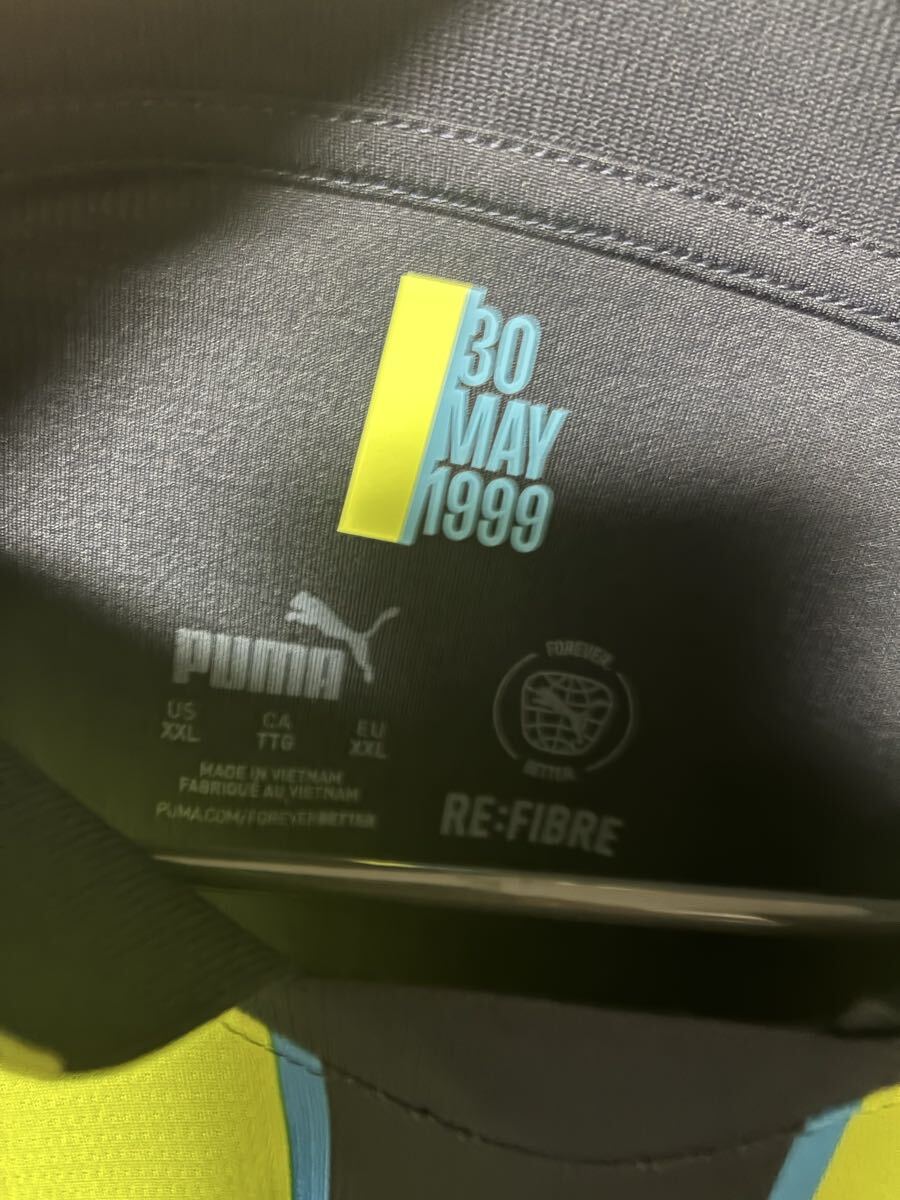 30
MAY
1999
PUMA
US
XXL
CA
TTG
EU
XXL
MADE IN VIETNAM
FABRIQUÉ AU VIETNAM
PUMA.COM/FOREVERBETTER
FOREVER
BETTER
RE:FIBRE